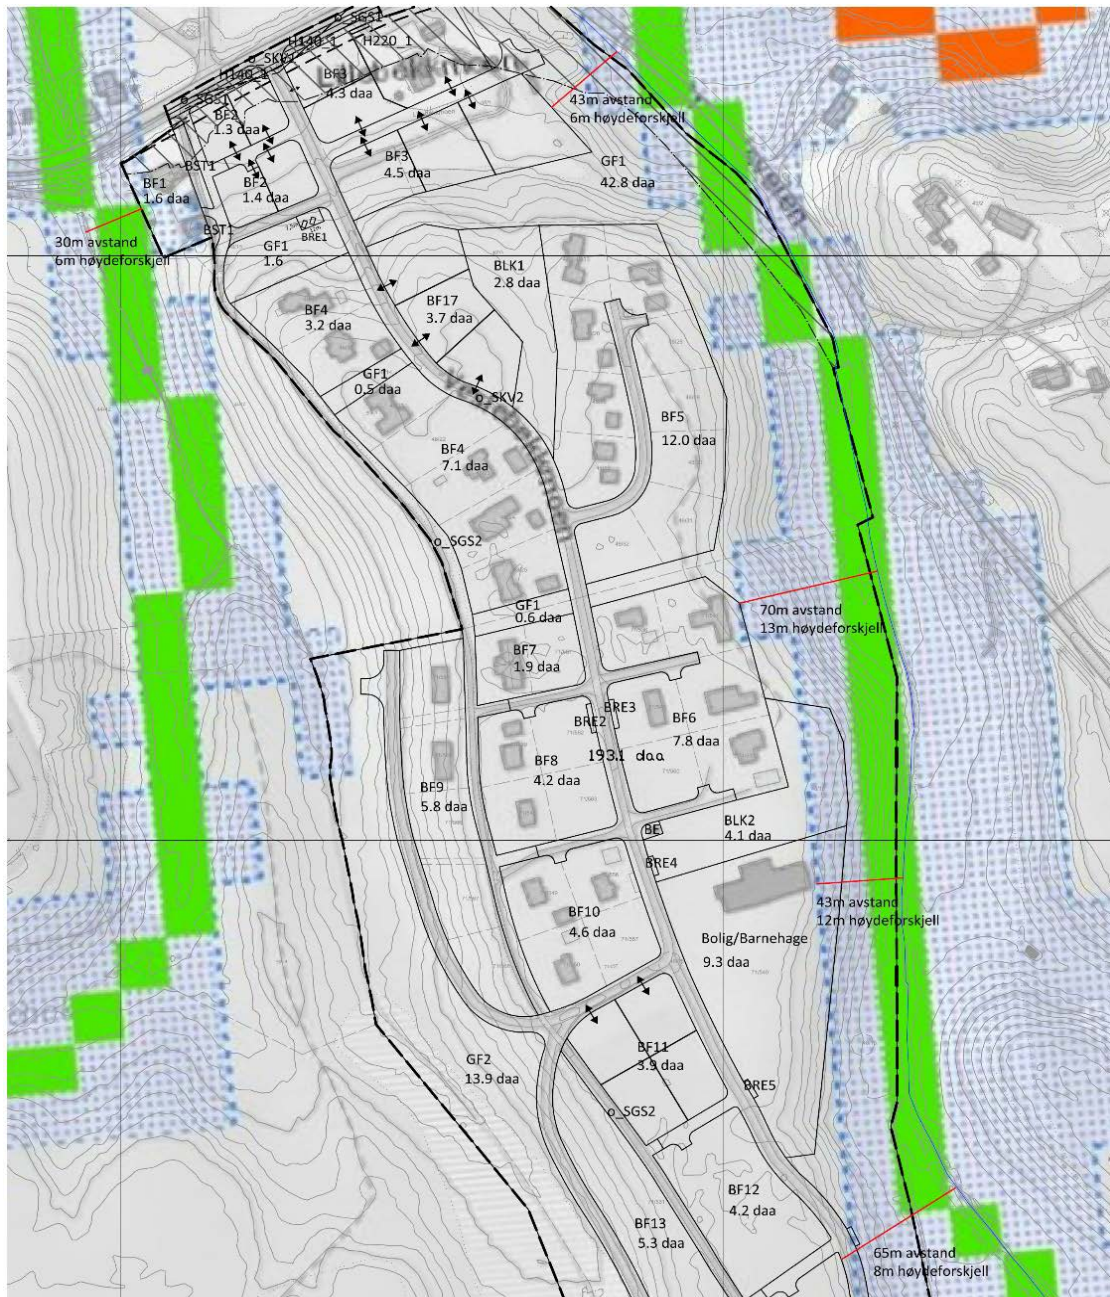 o_SGS1
H140_1
H220_1
o_SKV1
BF3
H140_1
4.3 daa
o_SGS1
BE2
1.3 daa
43m avstand
6m høydeforskjell
BF3
4.5 daa
GF1
42.8 daa
BST1
BF1
1.6 daa
BF2
1.4 daa
BST1
BRE1
30m avstand
6m høydeforskjell
GF1
1.6
BLK1
2.8 daa
BF4
3.2 daa
BF17
3.7 daa
GF1
0.5 daa
o_SKV2
BF5
12.0 daa
BF4
7.1 daa
o_SGS2
GF1
0.6 daa
70m avstand
13m høydeforskjell
BF7
1.9 daa
BRE3
BRE2
BF6
7.8 daa
193.1 daa
BF8
4.2 daa
BF9
5.8 daa
BLK2
4.1 daa
BE
BRE4
43m avstand
12m høydeforskjell
BF10
4.6 daa
Bolig/Barnehage
9.3 daa
BF11
3.9 daa
GF2
13.9 daa
BRE5
o_SGS2
BF12
4.2 daa
BF13
5.3 daa
65m avstand
8m høydeforskjell